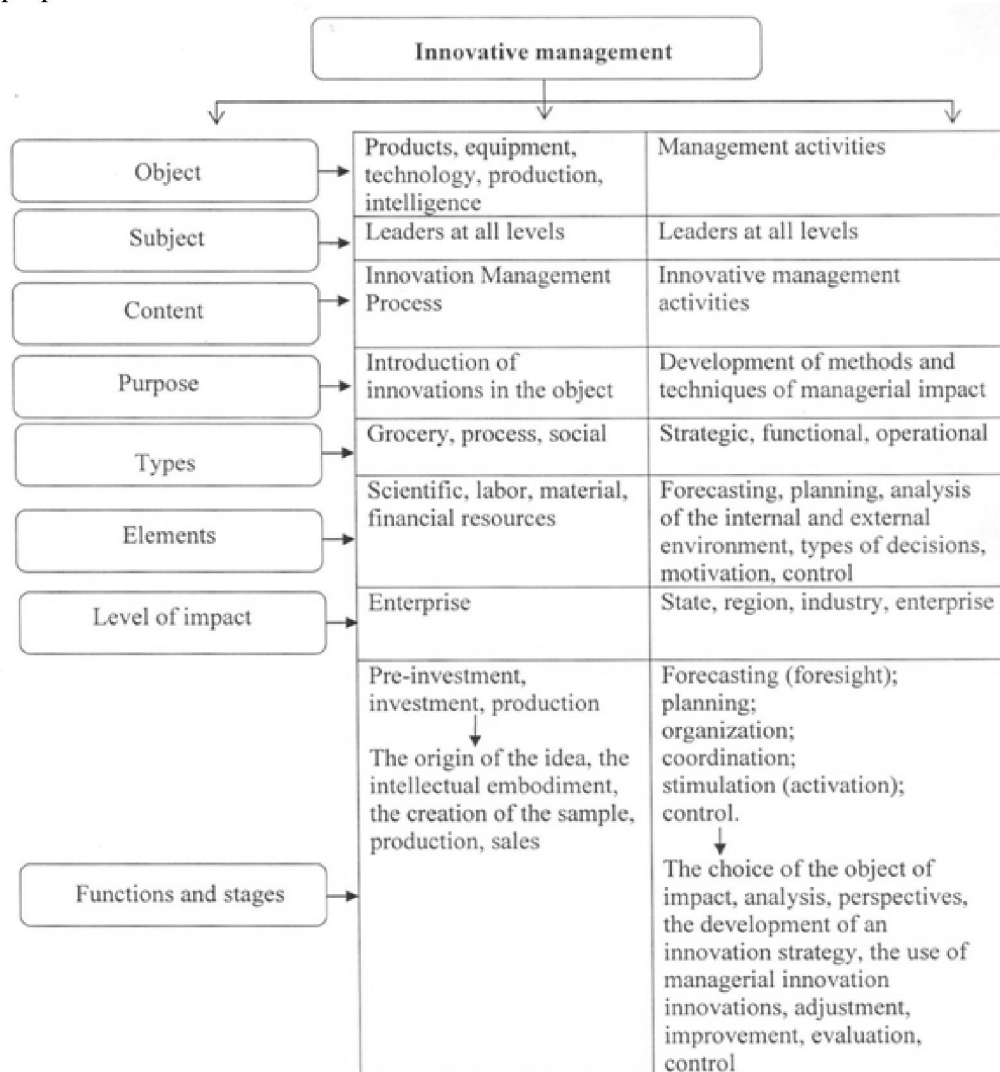 Innovative management
Object
Products, equipment,
technology, production,
intelligence
Management activities
Subject
Leaders at all levels
Leaders at all levels
Content
Innovation Management
Process
Innovative management
activities
Purpose
Introduction of
innovations in the object
Development of methods and
techniques of managerial impact
Types
Grocery, process, social
Strategic, functional, operational
Elements
Scientific, labor, material,
financial resources
Forecasting, planning, analysis
of the internal and external
environment, types of decisions,
motivation, control
Level of impact
Enterprise
State, region, industry, enterprise
Functions and stages
Pre-investment,
investment, production
The origin of the idea, the
intellectual embodiment,
the creation of the sample,
production, sales
Forecasting (foresight);
planning;
organization;
coordination;
stimulation (activation);
control.
The choice of the object of
impact, analysis, perspectives,
the development of an
innovation strategy, the use of
managerial innovation
innovations, adjustment,
improvement, evaluation,
control